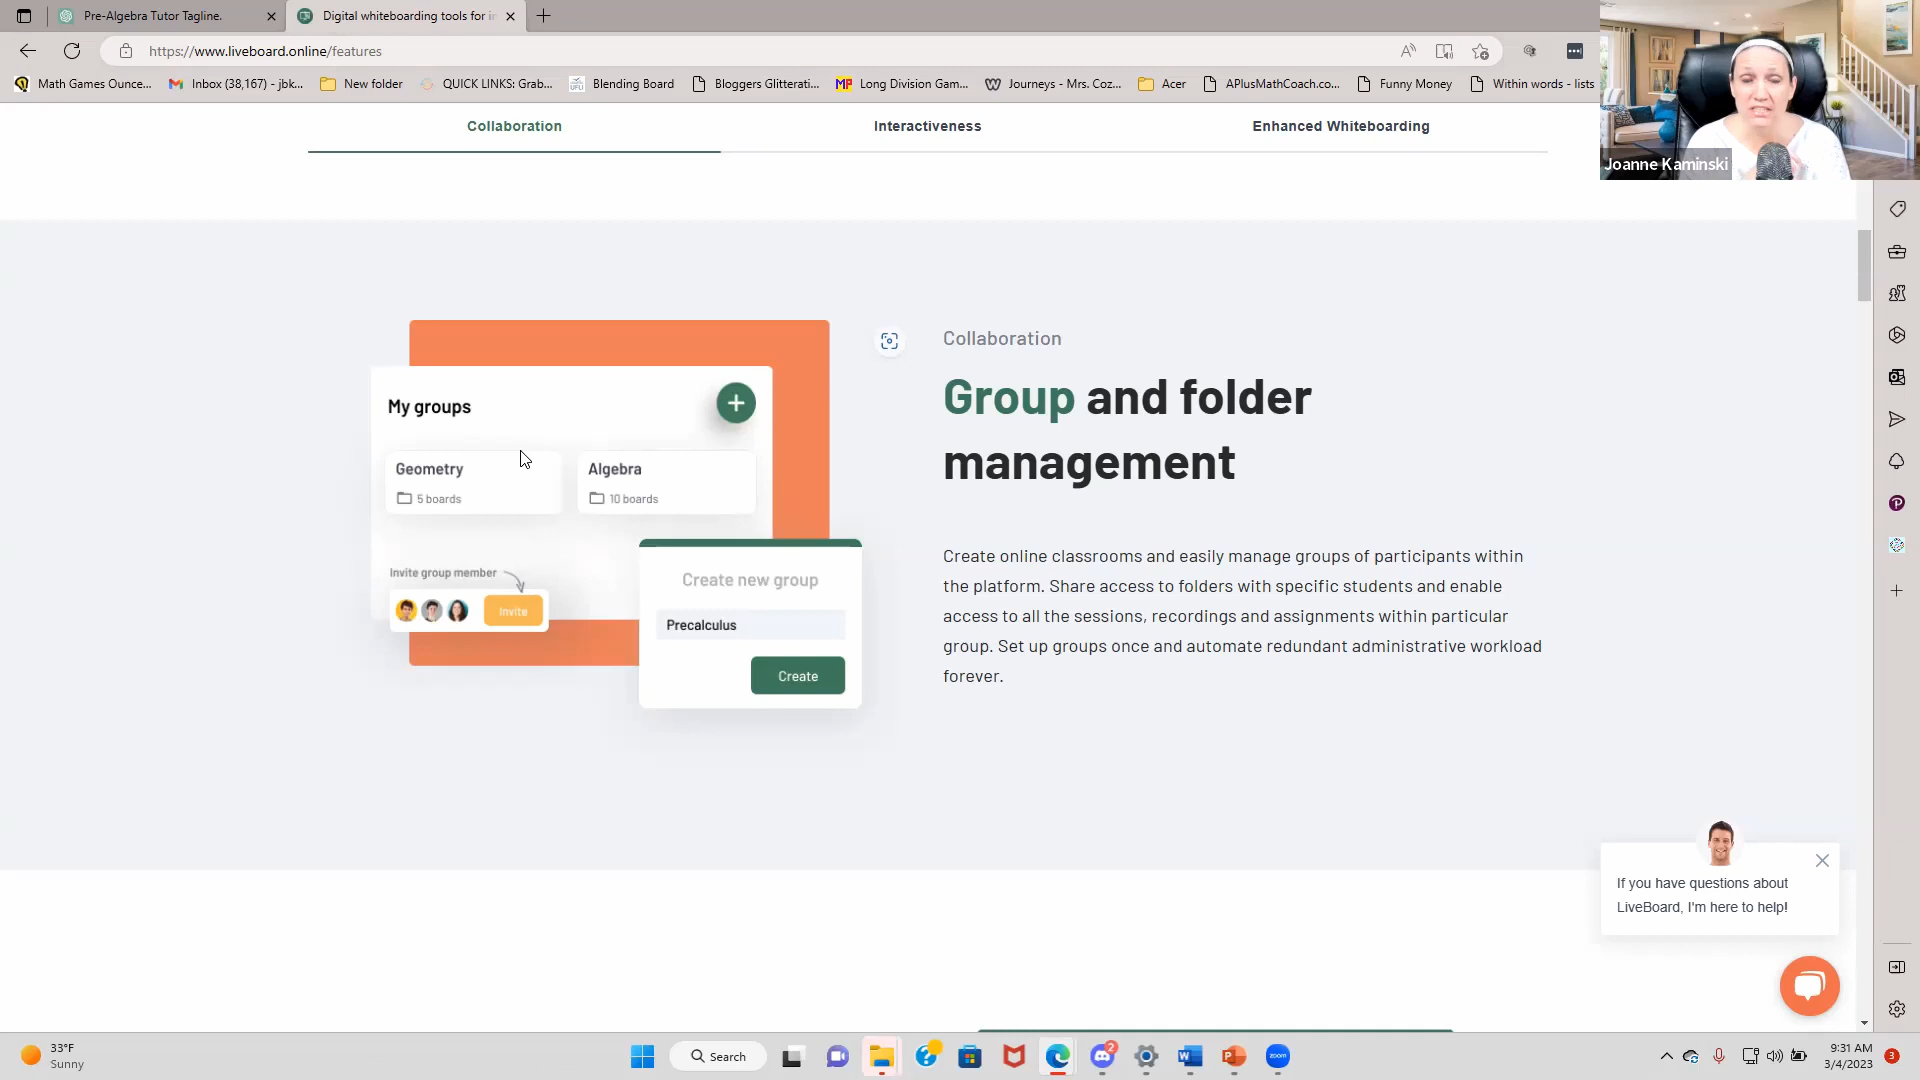 Pre-Algebra Tutor Tagline.
Digital whiteboarding tools for in
https://www.liveboard.online/features
Math Games Ounce...
Inbox (38,167) - jbk...
New folder
QUICK LINKS: Grab...
Blending Board
Bloggers Glitterati...
Long Division Gam...
Journeys - Mrs. Coz...
Acer
APlusMathCoach.co...
Funny Money
Within words - lists
Joanne Kaminski
Collaboration
Interactiveness
Enhanced Whiteboarding
My groups
Geometry
5 boards
Algebra
10 boards
Invite group member
Invite
Create new group
Precalculus
Create
Collaboration
Group and folder
management
Create online classrooms and easily manage groups of participants within
the platform. Share access to folders with specific students and enable
access to all the sessions, recordings and assignments within particular
group. Set up groups once and automate redundant administrative workload
forever.
If you have questions about
LiveBoard, I'm here to help!
33°F
Sunny
Search
2
zoom
9:31 AM
3/4/2023
3